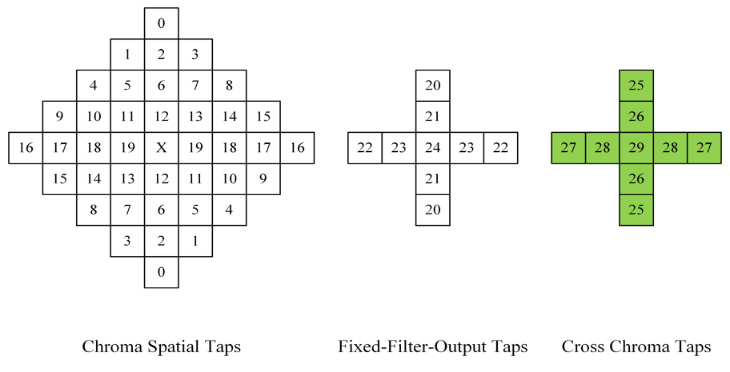 0
1 2 3
4 5 6 7 8
9 10 11 12 13 14 15
16 17 18 19 X 19 18 17 16
15 14 13 12 11 10 9
8 7 6 5 4
3 2 1
0
Chroma Spatial Taps
20
21
22 23 24 23 22
21
20
Fixed-Filter-Output Taps
25
26
27 28 29 28 27
26
25
Cross Chroma Taps